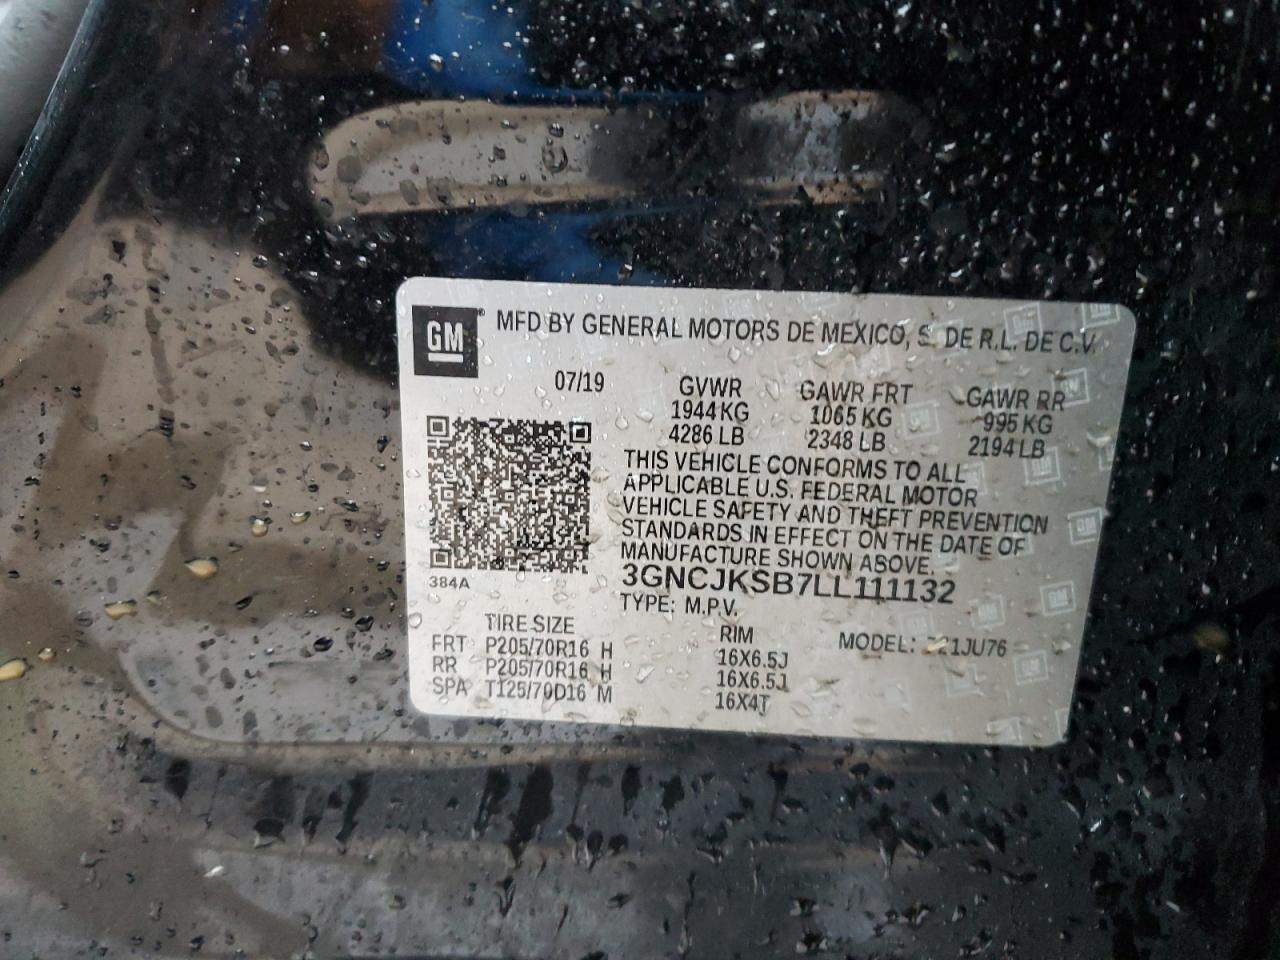 GM ® MFD BY GENERAL MOTORS DE MEXICO, S. DE R.L. DE C.V.
07/19 GVWR GAWR FRT GAWR RR
1944 KG 1065 KG 995 KG
4286 LB 2348 LB 2194 LB
THIS VEHICLE CONFORMS TO ALL
APPLICABLE U.S. FEDERAL MOTOR
VEHICLE SAFETY AND THEFT PREVENTION
STANDARDS IN EFFECT ON THE DATE OF
MANUFACTURE SHOWN ABOVE.
384A 3GNCJKSB7LL111132
TYPE: M.P.V.
TIRE SIZE RIM MODEL:
FRT P205/70R16 H 16X6.5J
RR P205/70R16 H 16X6.5J
SPA T125/70D16 M 16X4T